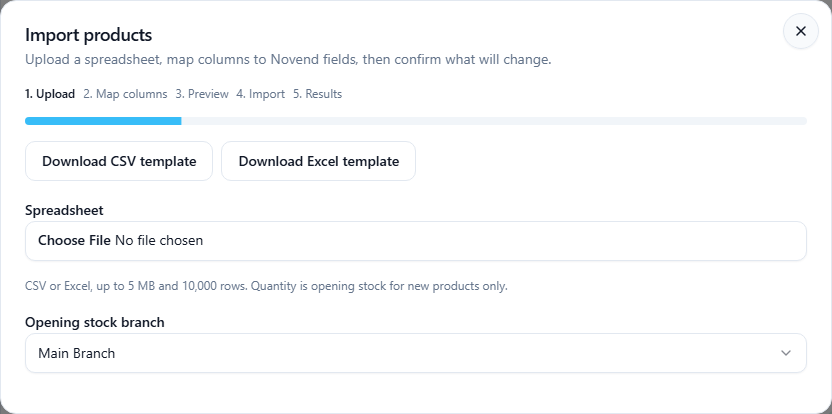 Import products
Upload a spreadsheet, map columns to Novend fields, then confirm what will change.
1. Upload 2. Map columns 3. Preview 4. Import 5. Results
Download CSV template Download Excel template
Spreadsheet
Choose File No file chosen
CSV or Excel, up to 5 MB and 10,000 rows. Quantity is opening stock for new products only.
Opening stock branch
Main Branch